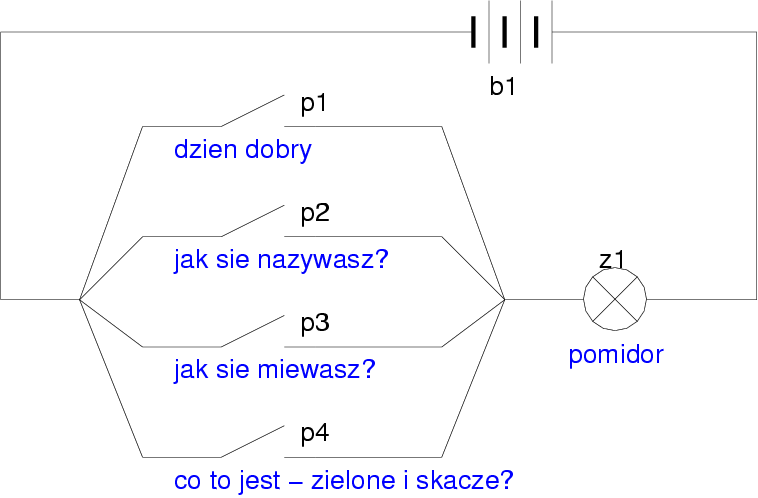 b1
p1
dzien dobry
p2
jak sie nazywasz?
z1
p3
jak sie miewasz?
pomidor
p4
co to jest – zielone i skacze?